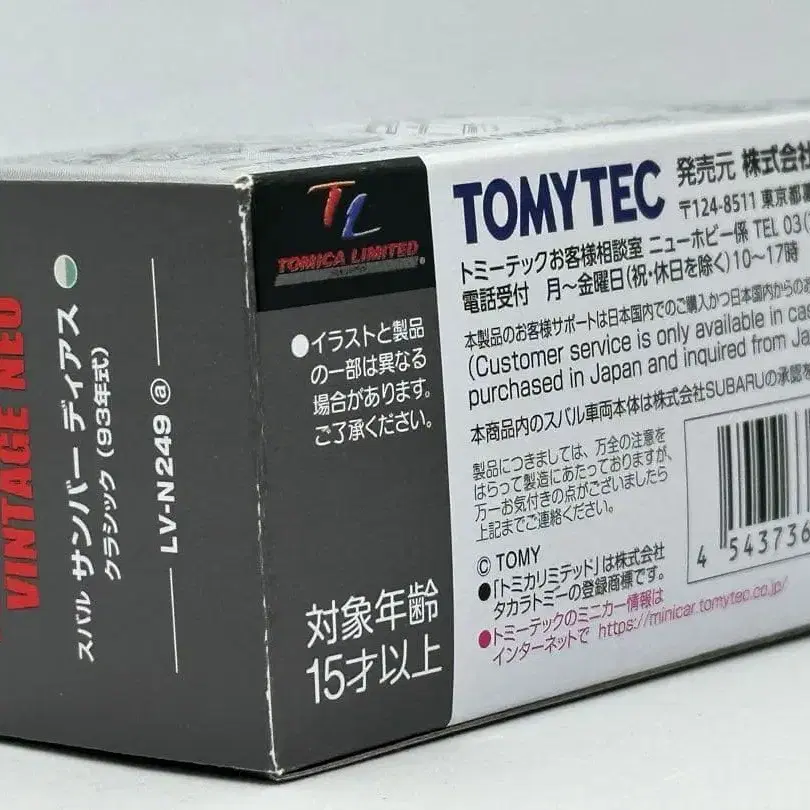 VINTAGE NEO
スバル サンバー ディアス
クラシック (93年式)
LV-N249 ⓐ
TL
TOMICA LIMITED
●イラストと製品
の一部は異なる
場合があります。
ご了承ください。
対象年齢
15才以上
TOMYTEC 発売元 株式会社
〒124-8511 東京都
トミーテックお客様相談室 ニューホビー係 TEL 03(
電話受付 月～金曜日(祝・休日を除く)10～17時
本製品のお客様サポートは日本国内でのご購入かつ日本国内からのお
(Customer service is only available in cas
purchased in Japan and inquired from Ja
本商品内のスバル車両本体は株式会社SUBARUの承認を
製品につきましては、万全の注意を
はらって製造にあたっておりますが、
万一お気付きの点がございましたら
上記までご連絡ください。
© TOMY
●「トミカリミテッド」は株式会社
タカラトミーの登録商標です。
●トミーテックのミニカー情報は
インターネットで https://minicar.tomytec.co.jp/
4 543736